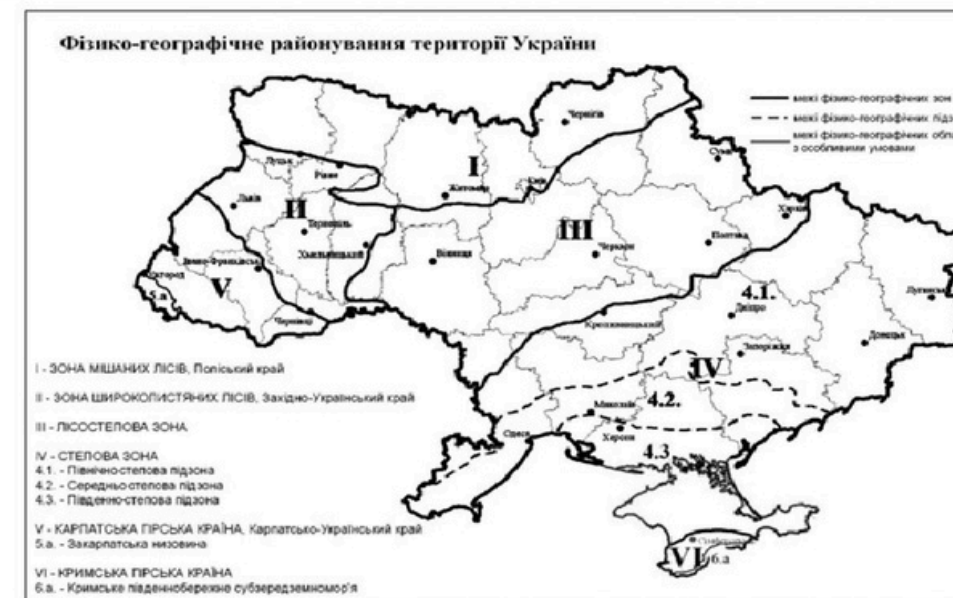 Фізико-географічне районування території України
межі фізико-географічних зон
межі фізико-географічних підз
межі фізико-географічних обла
з особливими умовами
Чернігів
Суми
Луцьк
Рівне
I
Київ
Житомир
Львів
II
Тернопіль
Хмельницький
Харків
III
Полтава
Вінниця
Черкаси
Івано-Франківськ
Ужгород
V
5.а
Чернівці
4.1.
Дніпро
Луганськ
Кропивницький
Донецьк
Запоріжжя
IV
4.2.
Миколаїв
Херсон
Одеса
4.3
VI
6.а
I - ЗОНА МІШАНИХ ЛІСІВ, Поліський край
II - ЗОНА ШИРОКОЛИСТЯНИХ ЛІСІВ, Західно-Український край
III - ЛІСОСТЕПОВА ЗОНА
IV - СТЕПОВА ЗОНА
4.1. - Північностепова підзона
4.2. - Середньостепова підзона
4.3. - Південно-степова підзона
V - КАРПАТСЬКА ГІРСЬКА КРАЇНА, Карпатсько-Український край
5.а. - Закарпатська низовина
VI - КРИМСЬКА ГІРСЬКА КРАЇНА
6.а. - Кримське південнобережне субсередземномор'я